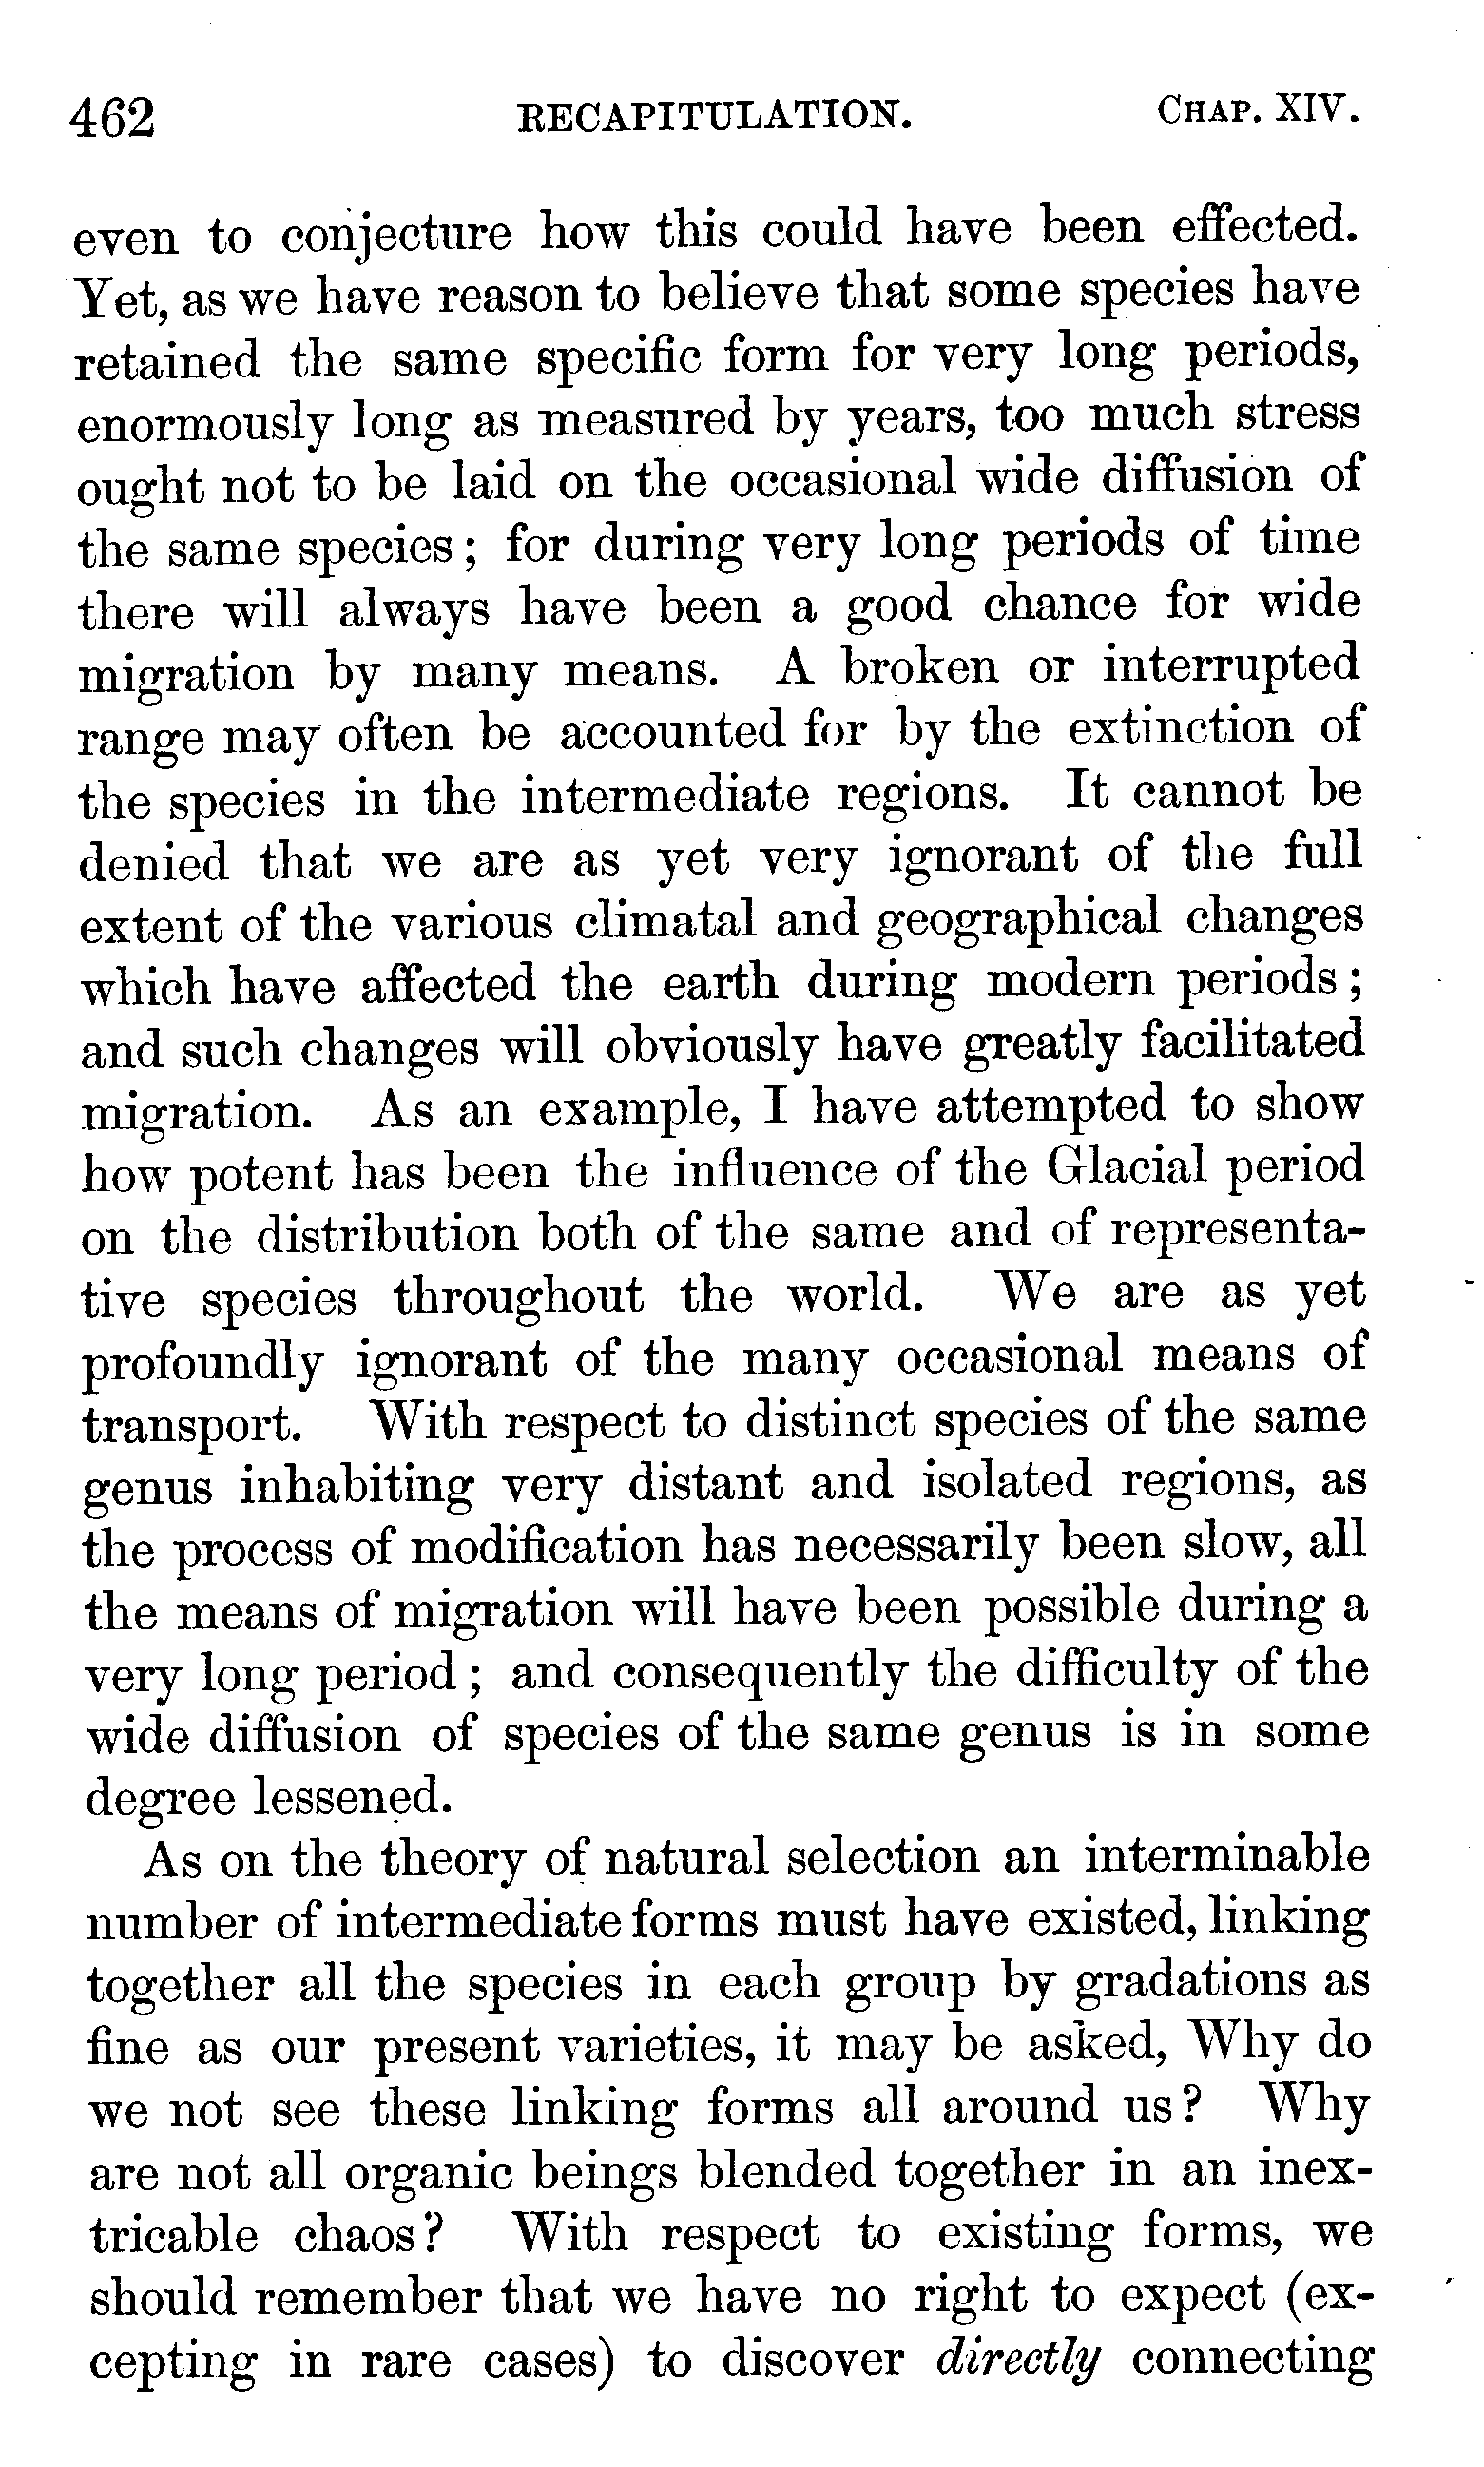 462 RECAPITULATION. CHAP. XIV.
even to conjecture how this could have been effected.
Yet, as we have reason to believe that some species have
retained the same specific form for very long periods,
enormously long as measured by years, too much stress
ought not to be laid on the occasional wide diffusion of
the same species; for during very long periods of time
there will always have been a good chance for wide
migration by many means. A broken or interrupted
range may often be accounted for by the extinction of
the species in the intermediate regions. It cannot be
denied that we are as yet very ignorant of the full
extent of the various climatal and geographical changes
which have affected the earth during modern periods;
and such changes will obviously have greatly facilitated
migration. As an example, I have attempted to show
how potent has been the influence of the Glacial period
on the distribution both of the same and of representa-
tive species throughout the world. We are as yet
profoundly ignorant of the many occasional means of
transport. With respect to distinct species of the same
genus inhabiting very distant and isolated regions, as
the process of modification has necessarily been slow, all
the means of migration will have been possible during a
very long period; and consequently the difficulty of the
wide diffusion of species of the same genus is in some
degree lessened.
As on the theory of natural selection an interminable
number of intermediate forms must have existed, linking
together all the species in each group by gradations as
fine as our present varieties, it may be asked, Why do
we not see these linking forms all around us? Why
are not all organic beings blended together in an inex-
tricable chaos? With respect to existing forms, we
should remember that we have no right to expect (ex-
cepting in rare cases) to discover directly connecting